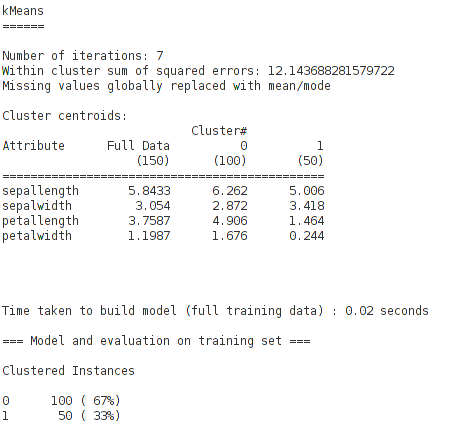 kMeans
======
Number of iterations: 7
Within cluster sum of squared errors: 12.143688281579722
Missing values globally replaced with mean/mode
Cluster centroids:
Cluster#
Attribute Full Data 0 1
(150) (100) (50)
==============================================
sepallength 5.8433 6.262 5.006
sepalwidth 3.054 2.872 3.418
petallength 3.7587 4.906 1.464
petalwidth 1.1987 1.676 0.244
Time taken to build model (full training data) : 0.02 seconds
=== Model and evaluation on training set ===
Clustered Instances
0 100 ( 67%)
1 50 ( 33%)